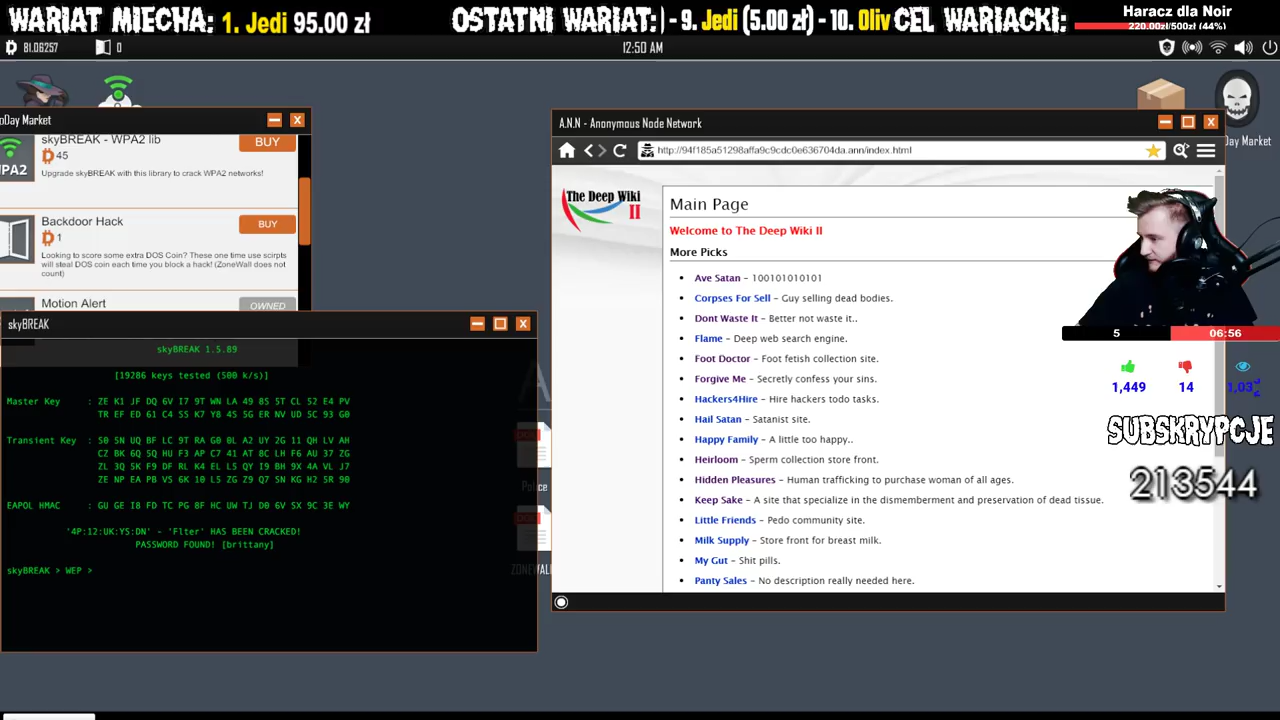 WARIAT MIECHA: 1. Jedi 95.00 zł
OSTATNI WARIAT: ) - 9. Jedi (5.00 zł) - 10. Oliv
CEL WARIACKI:
Haracz dla Noir
220.00zł/500zł (44%)
81.06257
0
12:50 AM
oDay Market
skyBREAK - WPA2 lib
BUY
WPA2
45
Upgrade skyBREAK with this library to crack WPA2 networks!
Backdoor Hack
BUY
1
Looking to score some extra DOS Coin? These one time use scirpts
will steal DOS coin each time you block a hack! (ZoneWall does not
count)
Motion Alert
OWNED
skyBREAK
skyBREAK 1.5.89
[19286 keys tested (500 k/s)]
Master Key : ZE K1 JF DQ 6V I7 9T WN LA 49 85 5T CL 52 E4 PV
TR EF ED 61 C4 SS K7 Y8 45 5G ER NV UD 5C 93 G0
Transient Key : 50 5N UQ BF LC 9T RA G0 0L A2 UY 2G 11 QH LV AH
CZ BK 6Q 5Q HU F3 AP C7 41 AT 8C LH F6 AU 37 ZG
ZL 3Q 5K F9 DF RL K4 EL L5 QY I9 BH 9X 4A VL J7
ZE NP EA PB VS 6K 10 L5 ZG Z9 Q7 SN KG H2 5R 90
EAPOL HMAC : GU GE I8 FD TC PG 8F HC UW TJ DB 6V SX 9C 3E WY
'4P:12:UK:Y5:DN' - 'Flter' HAS BEEN CRACKED!
PASSWORD FOUND! [brittany]
skyBREAK > WEP >
Police
ZONEWALL
A.N.N - Anonymous Node Network
http://94f185a51298affa9c9cdc0e636704da.ann/index.html
The Deep Wiki
II
Main Page
Welcome to The Deep Wiki II
More Picks
Ave Satan - 100101010101
Corpses For Sell - Guy selling dead bodies.
Dont Waste It - Better not waste it..
Flame - Deep web search engine.
Foot Doctor - Foot fetish collection site.
Forgive Me - Secretly confess your sins.
Hackers4Hire - Hire hackers todo tasks.
Hail Satan - Satanist site.
Happy Family - A little too happy..
Heirloom - Sperm collection store front.
Hidden Pleasures - Human trafficking to purchase woman of all ages.
Keep Sake - A site that specialize in the dismemberment and preservation of dead tissue.
Little Friends - Pedo community site.
Milk Supply - Store front for breast milk.
My Gut - Shit pills.
Panty Sales - No description really needed here.
Day Market
5
06:56
1,449
14
SUBSKRYPCJE
213544